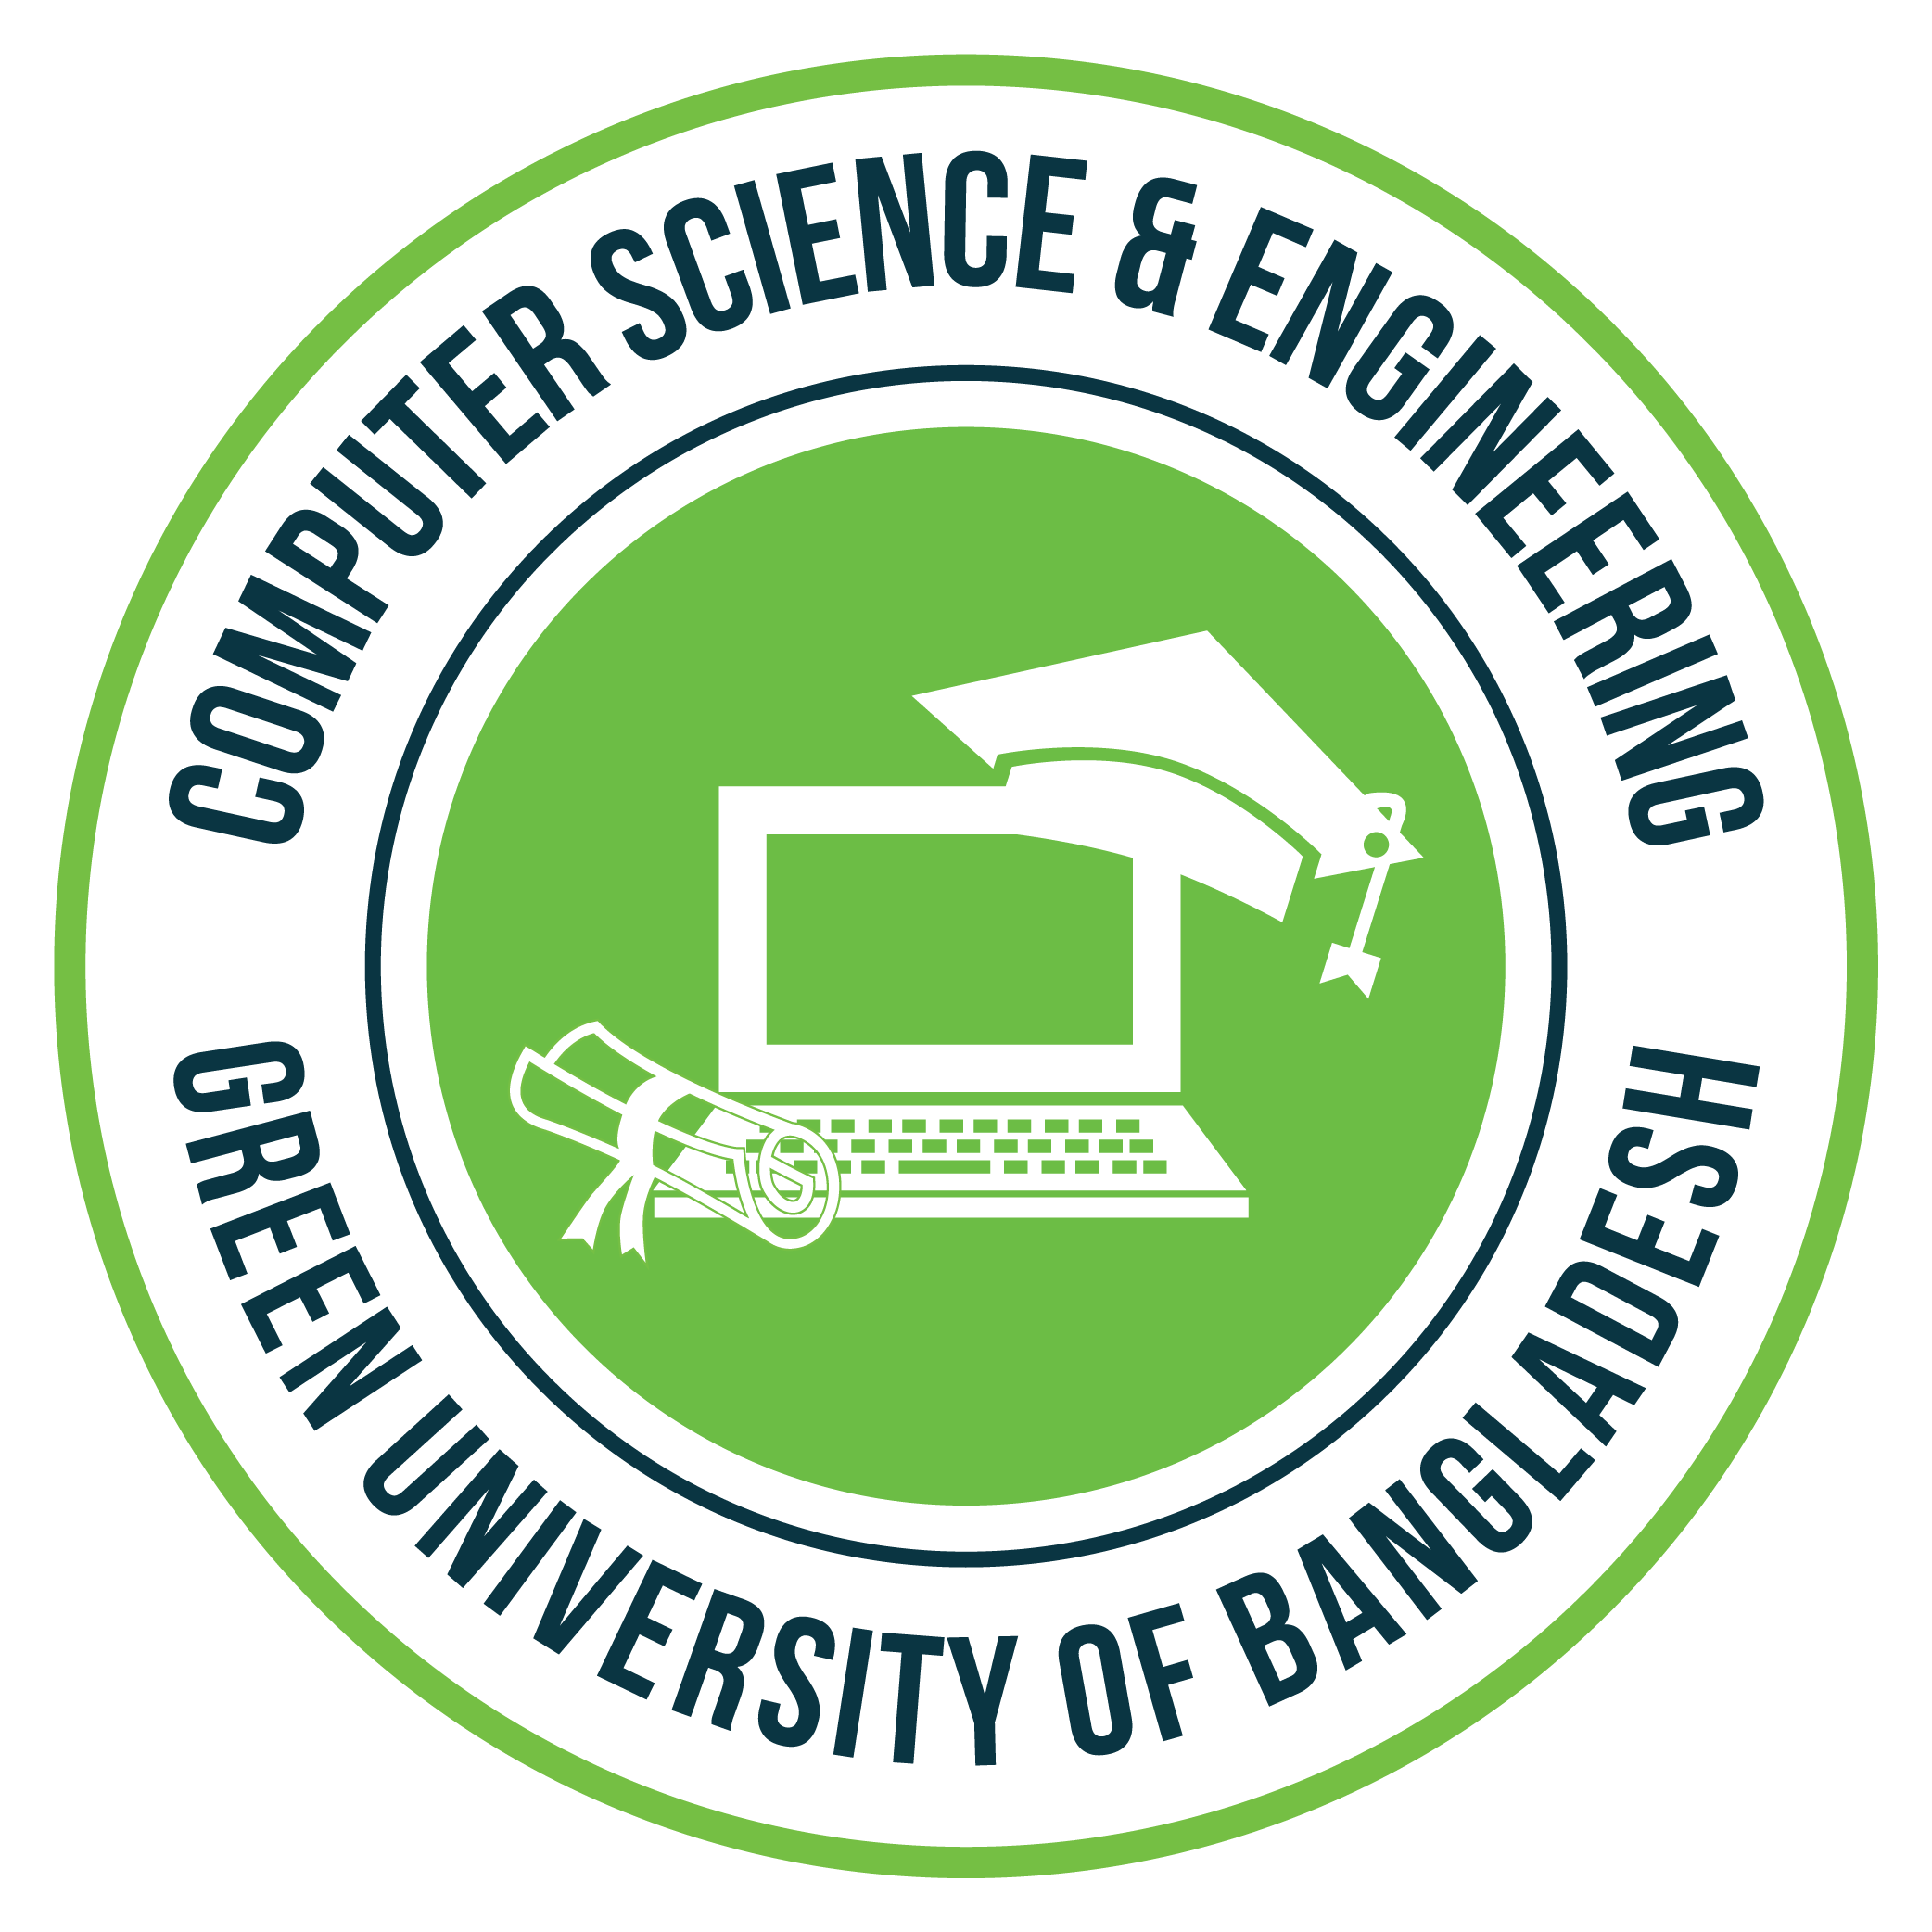 COMPUTER SCIENCE & ENGINEERING
GREEN UNIVERSITY OF BANGLADESH